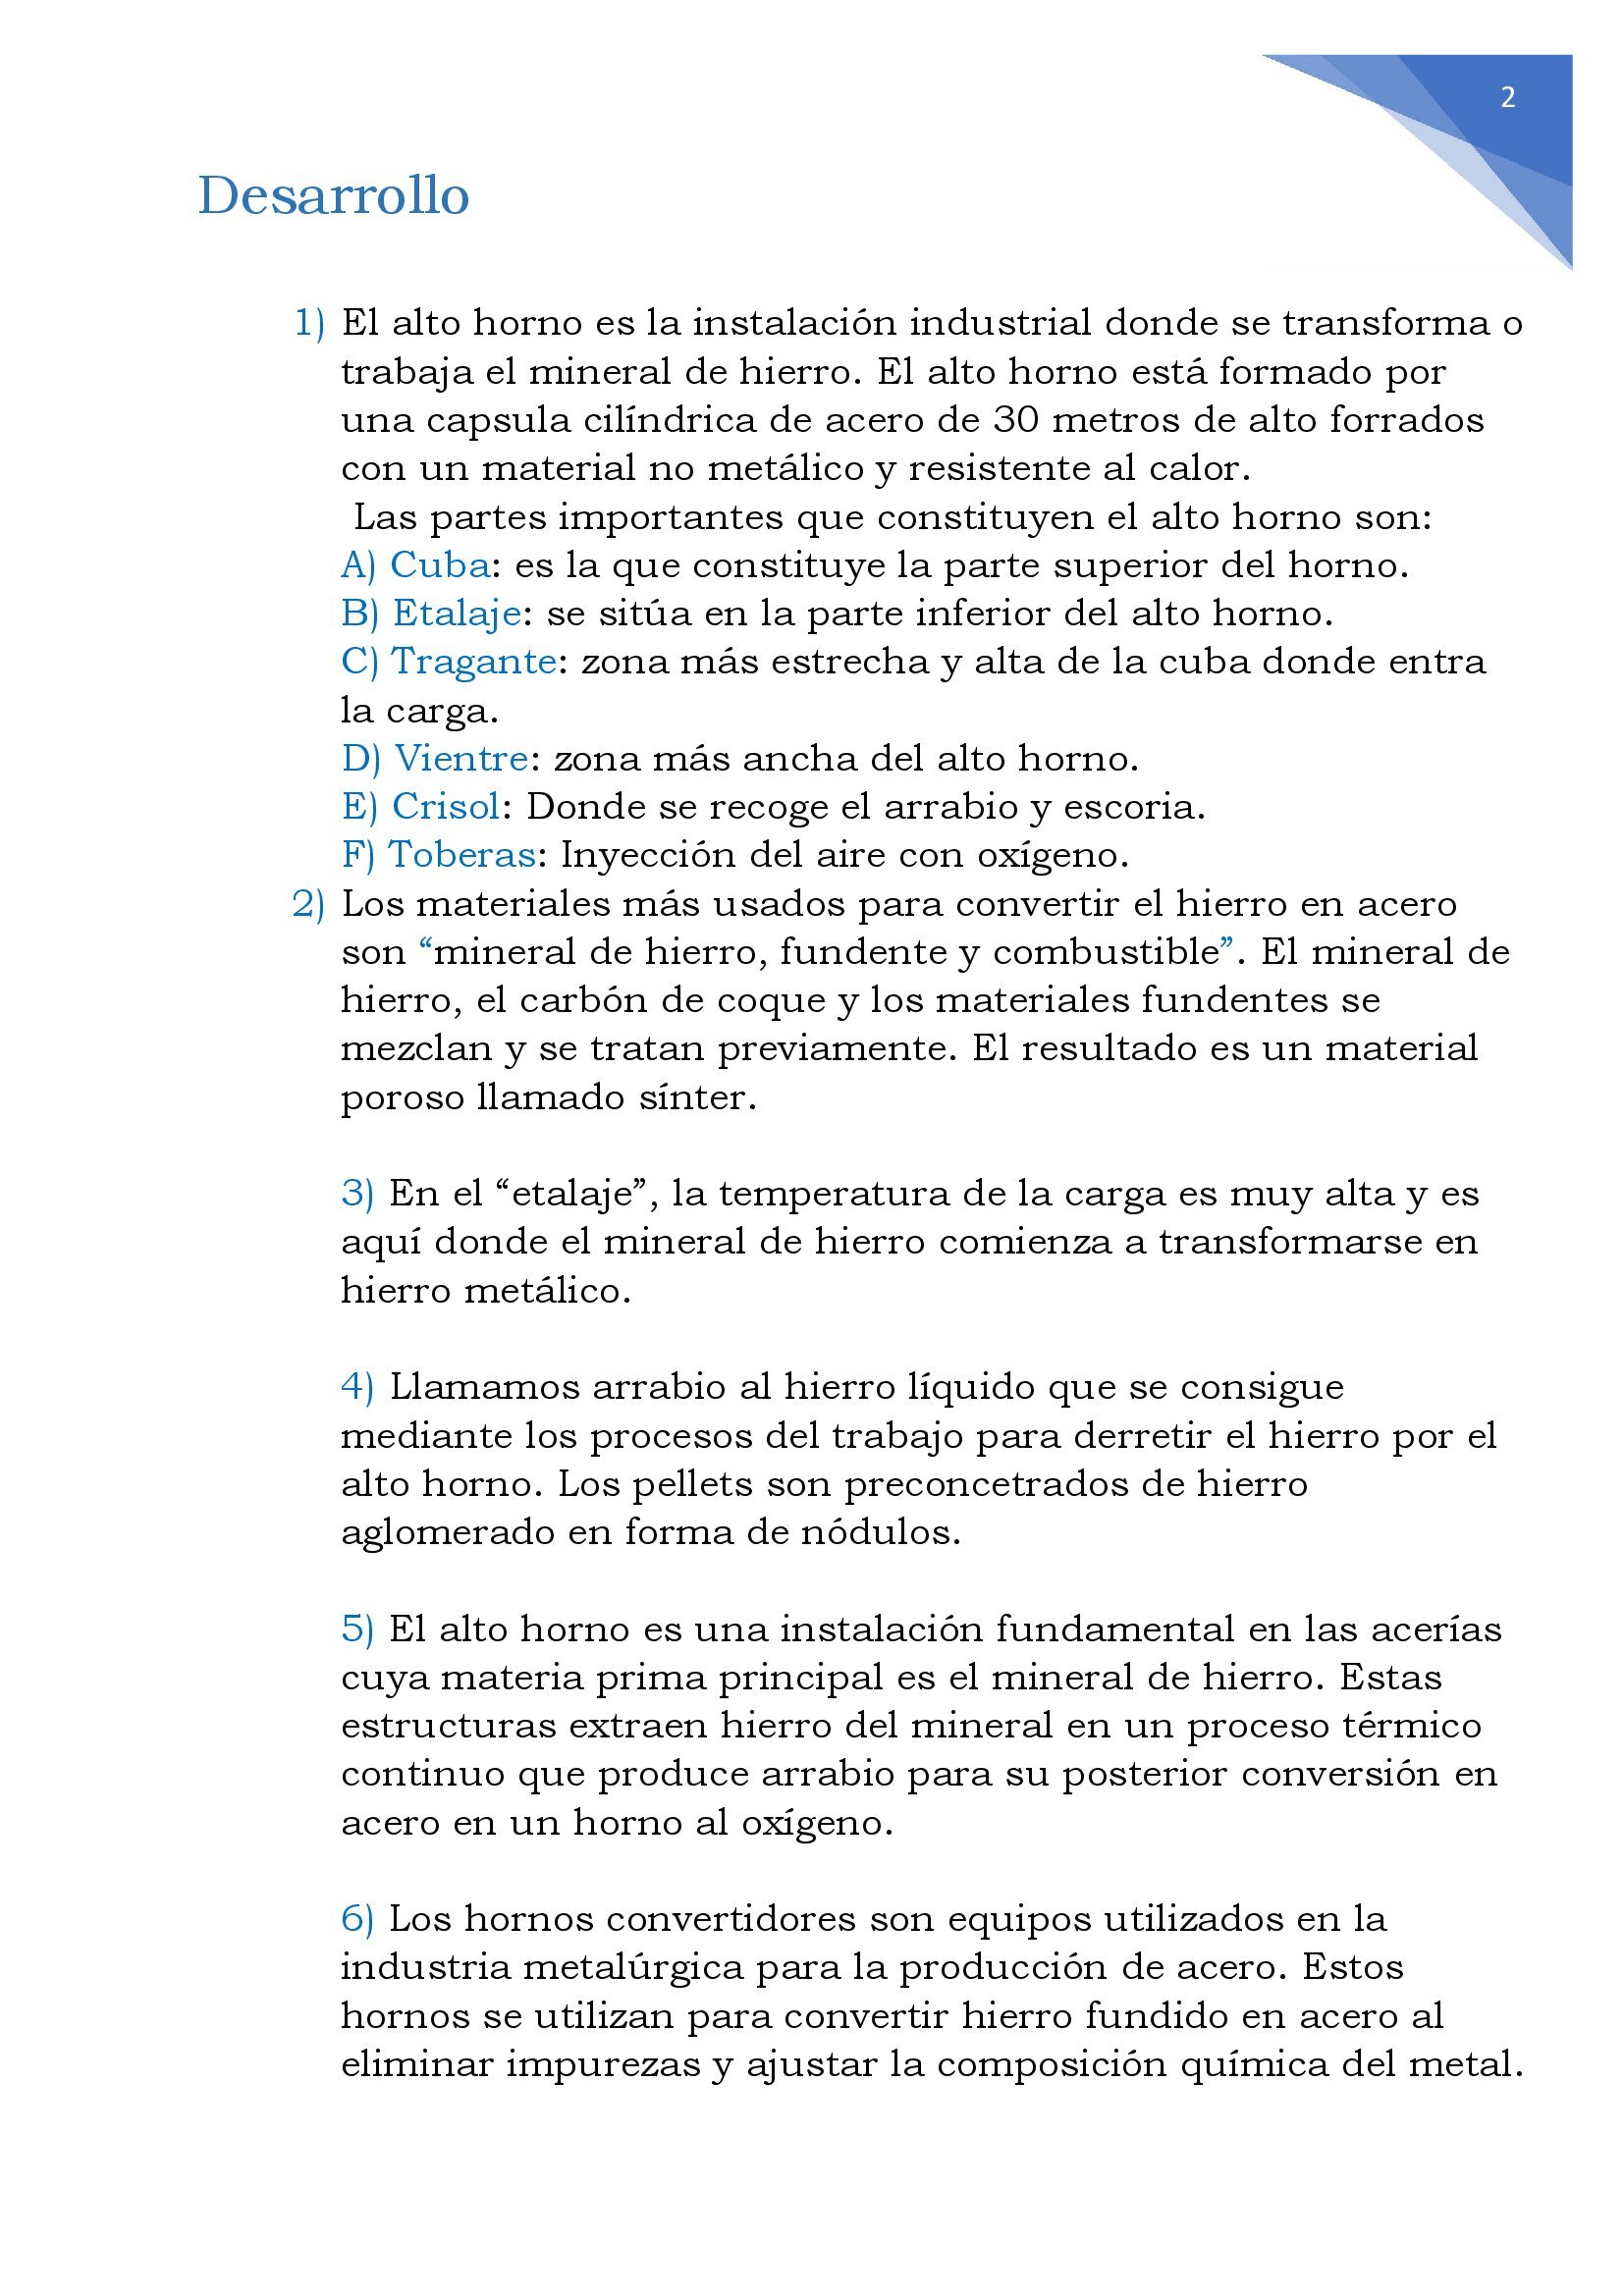 2
Desarrollo
1) El alto horno es la instalación industrial donde se transforma o
trabaja el mineral de hierro. El alto horno está formado por
una capsula cilíndrica de acero de 30 metros de alto forrados
con un material no metálico y resistente al calor.
Las partes importantes que constituyen el alto horno son:
A) Cuba: es la que constituye la parte superior del horno.
B) Etalaje: se sitúa en la parte inferior del alto horno.
C) Tragante: zona más estrecha y alta de la cuba donde entra
la carga.
D) Vientre: zona más ancha del alto horno.
E) Crisol: Donde se recoge el arrabio y escoria.
F) Toberas: Inyección del aire con oxígeno.
2) Los materiales más usados para convertir el hierro en acero
son “mineral de hierro, fundente y combustible”. El mineral de
hierro, el carbón de coque y los materiales fundentes se
mezclan y se tratan previamente. El resultado es un material
poroso llamado sínter.
3) En el “etalaje”, la temperatura de la carga es muy alta y es
aquí donde el mineral de hierro comienza a transformarse en
hierro metálico.
4) Llamamos arrabio al hierro líquido que se consigue
mediante los procesos del trabajo para derretir el hierro por el
alto horno. Los pellets son preconcetrados de hierro
aglomerado en forma de nódulos.
5) El alto horno es una instalación fundamental en las acerías
cuya materia prima principal es el mineral de hierro. Estas
estructuras extraen hierro del mineral en un proceso térmico
continuo que produce arrabio para su posterior conversión en
acero en un horno al oxígeno.
6) Los hornos convertidores son equipos utilizados en la
industria metalúrgica para la producción de acero. Estos
hornos se utilizan para convertir hierro fundido en acero al
eliminar impurezas y ajustar la composición química del metal.